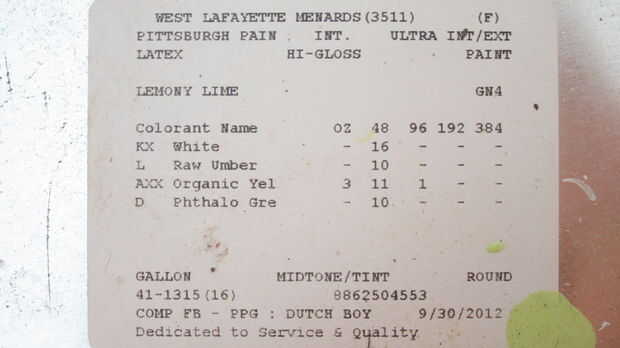 WEST LAFAYETTE MENARDS(3511) (F)
PITTSBURGH PAIN INT. ULTRA INT/EXT
LATEX HI-GLOSS PAINT
LEMONY LIME GN4
Colorant Name OZ 48 96 192 384
KX White - 16 - - -
L Raw Umber - 10 - - -
AXX Organic Yel 3 11 1 - -
D Phthalo Gre - 10 - - -
GALLON MIDTONE/TINT ROUND
41-1315(16) 8862504553
COMP FB - PPG : DUTCH BOY 9/30/2012
Dedicated to Service & Quality